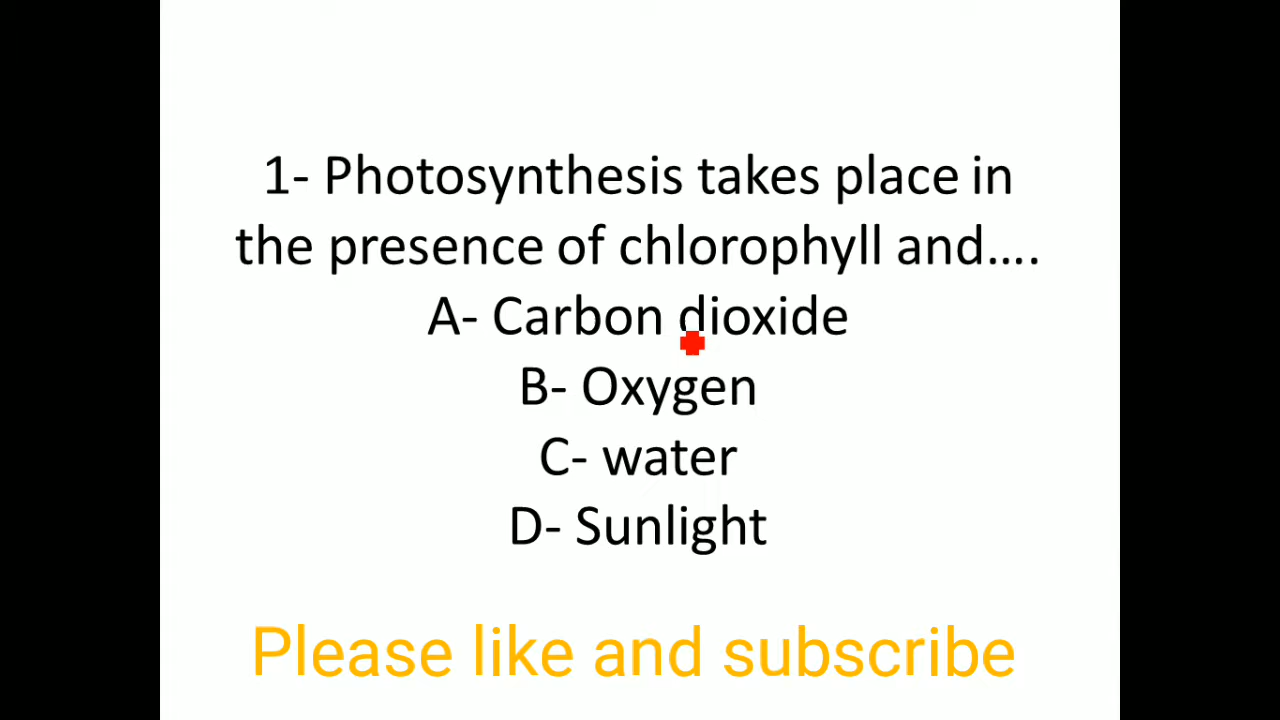 1- Photosynthesis takes place in
the presence of chlorophyll and....
A- Carbon dioxide
B- Oxygen
C- water
D- Sunlight
Please like and subscribe